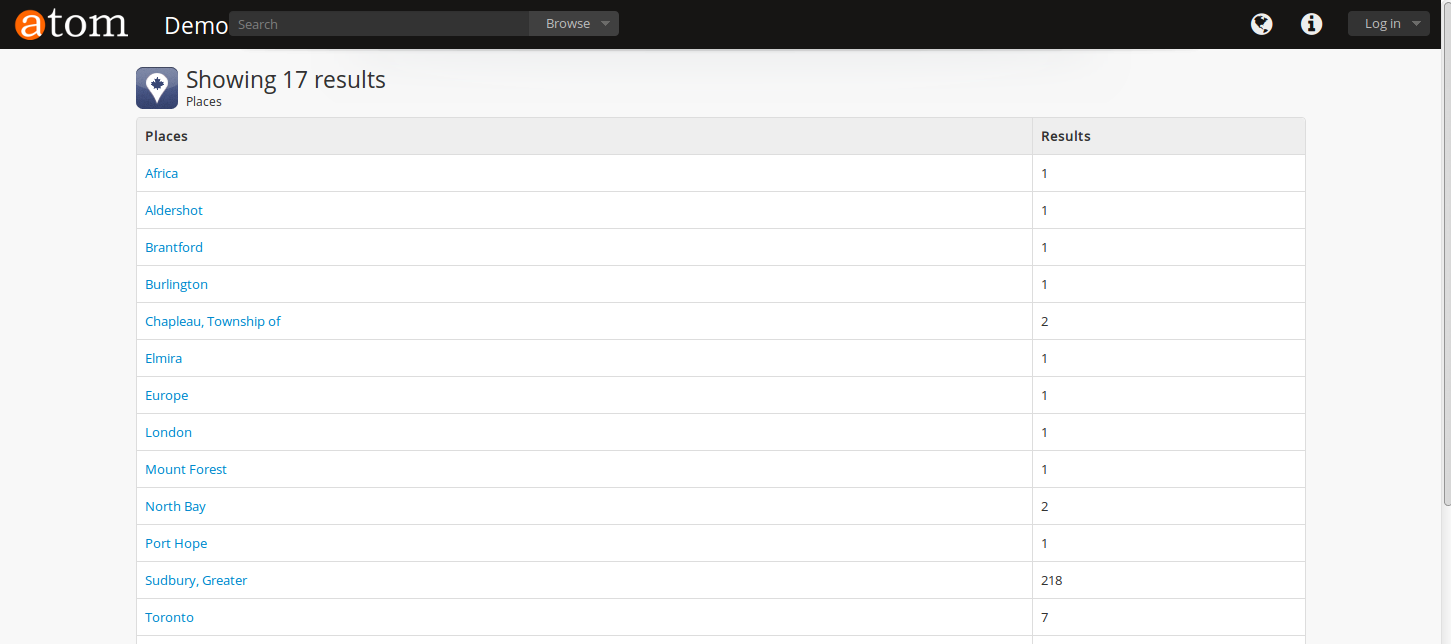 atom Demo Search Browse Log in
Showing 17 results
Places
Places Results
Africa 1
Aldershot 1
Brantford 1
Burlington 1
Chapleau, Township of 2
Elmira 1
Europe 1
London 1
Mount Forest 1
North Bay 2
Port Hope 1
Sudbury, Greater 218
Toronto 7